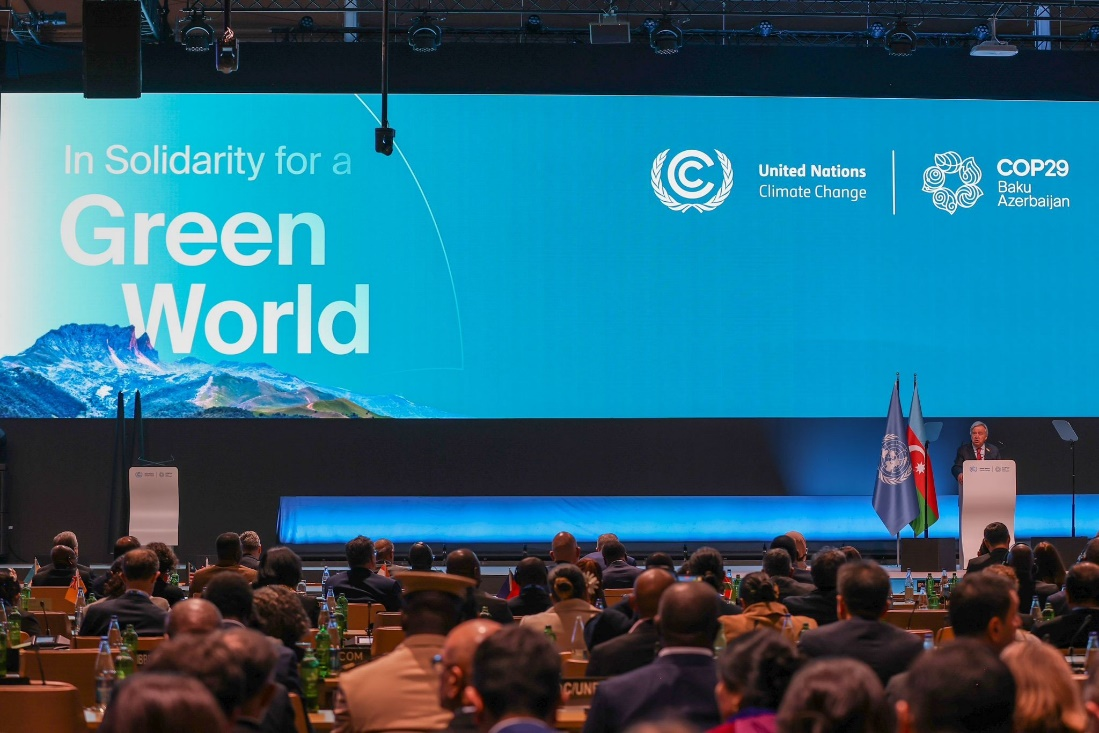 In Solidarity for a
Green
World
United Nations
Climate Change
COP29
Baku
Azerbaijan